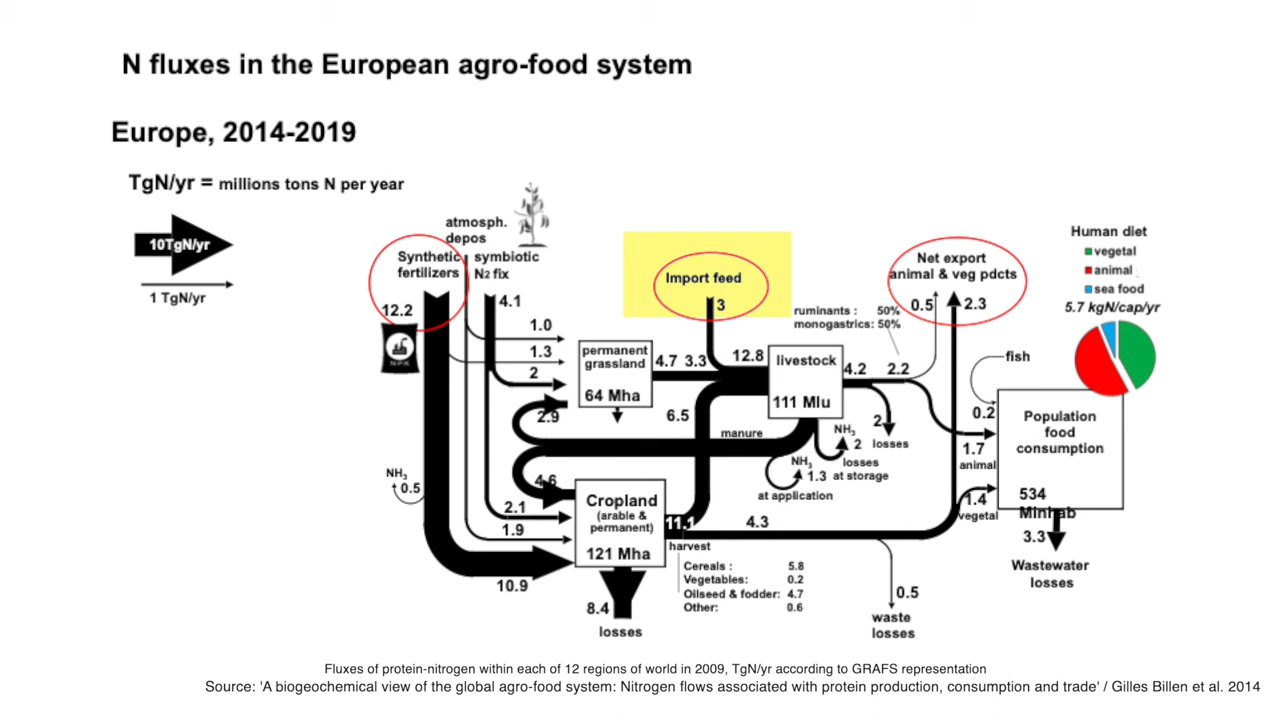 N fluxes in the European agro-food system
Europe, 2014-2019
TgN/yr = millions tons N per year
10TgN/yr
1 TgN/yr
atmosph.
depos
Synthetic
fertilizers
symbiotic
N2 fix
12.2
4.1
1.0
1.3
2
2.9
4.6
NH3
0.5
2.1
1.9
10.9
permanent
grassland
64 Mha
4.7
3.3
12.8
6.5
Import feed
3
livestock
111 Mlu
manure
NH3
1.3
at application
NH3
2
losses
at storage
ruminants : 50%
monogastrics: 50%
4.2
2.2
2
losses
Net export
animal & veg pdcts
0.5
2.3
Cropland
(arable &
permanent)
121 Mha
8.4
losses
11.1
harvest
Cereals : 5.8
Vegetables: 0.2
Oilseed & fodder: 4.7
Other: 0.6
4.3
0.5
waste
losses
fish
0.2
1.7
animal
1.4
vegetal
Population
food
consumption
534
Minhab
3.3
Wastewater
losses
Human diet
vegetal
animal
sea food
5.7 kgN/cap/yr
Fluxes of protein-nitrogen within each of 12 regions of world in 2009, TgN/yr according to GRAFS representation
Source: 'A biogeochemical view of the global agro-food system: Nitrogen flows associated with protein production, consumption and trade' / Gilles Billen et al. 2014